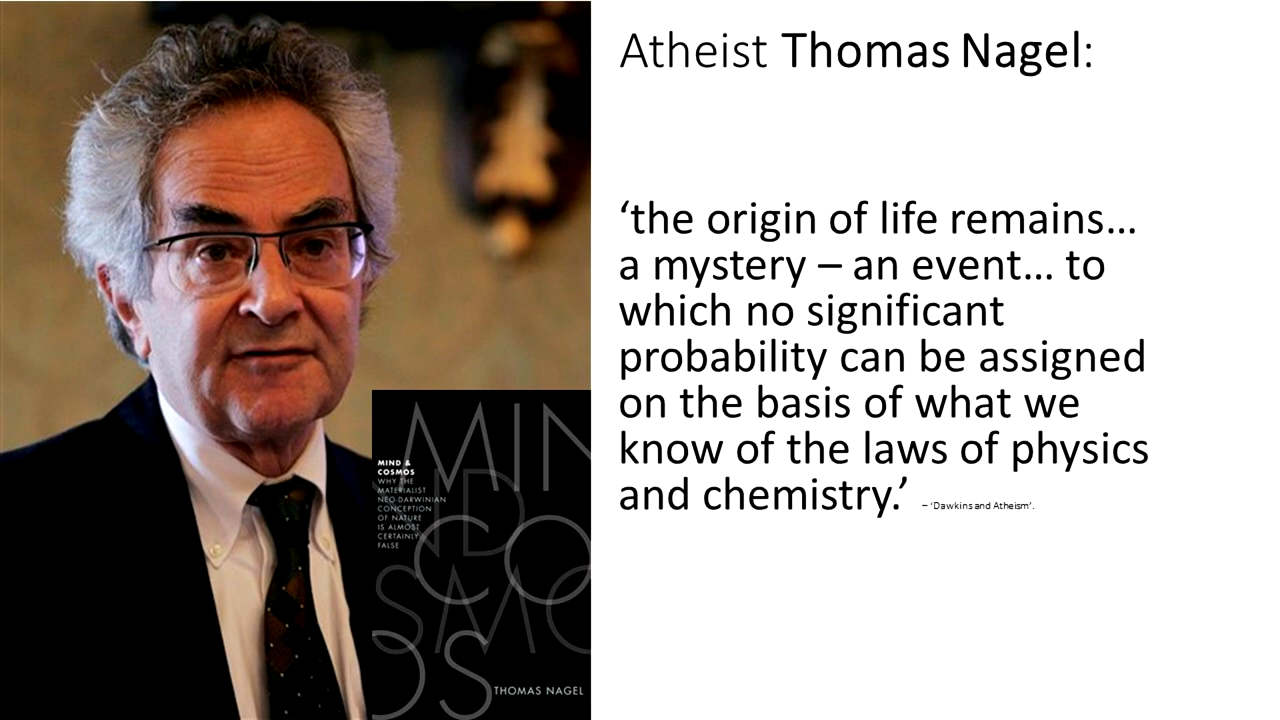 Atheist Thomas Nagel:
‘the origin of life remains…
a mystery – an event… to
which no significant
probability can be assigned
on the basis of what we
know of the laws of physics
and chemistry.’ – ‘Dawkins and Atheism’.
MIND
COSMOS
MIND &
COSMOS
WHY THE
MATERIALIST
NEO-DARWINIAN
CONCEPTION
OF NATURE
IS ALMOST
CERTAINLY
FALSE
THOMAS NAGEL